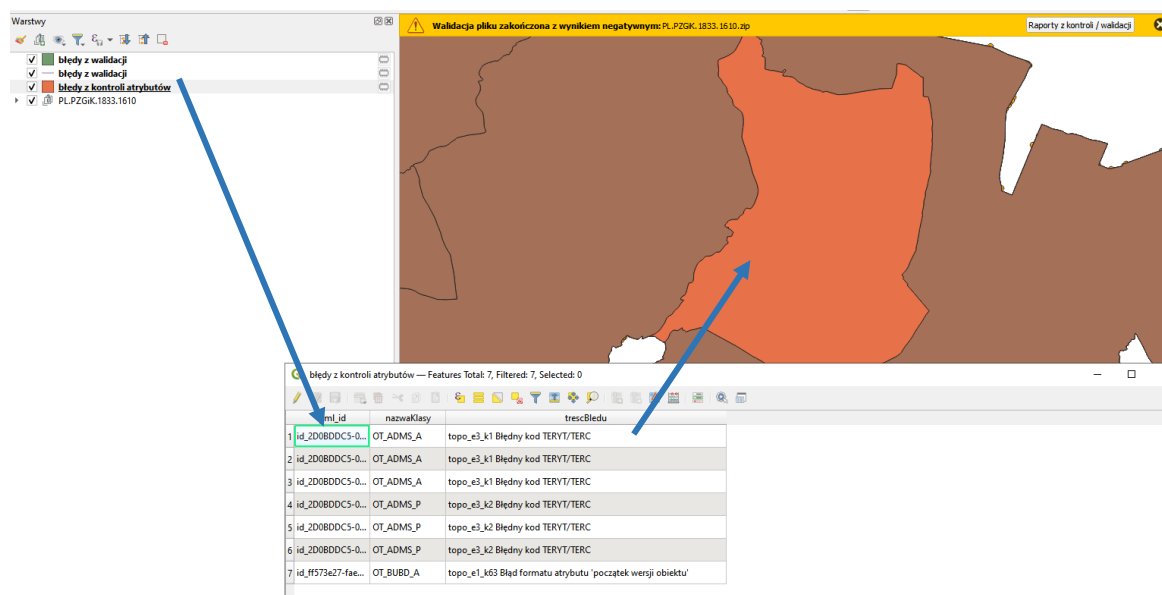 Warstwy
błędy z walidacji
błędy z walidacji
błędy z kontroli atrybutów
PL.PZGiK.1833.1610
Walidacja pliku zakończona z wynikiem negatywnym: PL.PZGiK.1833.1610.zip
Raporty z kontroli / walidacji
błędy z kontroli atrybutów — Features Total: 7, Filtered: 7, Selected: 0
nazwaKlasy trescBledu
1 id_2D0BDDC5-0... OT_ADMS_A topo_e3_k1 Błędny kod TERYT/TERC
2 id_2D0BDDC5-0... OT_ADMS_A topo_e3_k1 Błędny kod TERYT/TERC
3 id_2D0BDDC5-0... OT_ADMS_A topo_e3_k1 Błędny kod TERYT/TERC
4 id_2D0BDDC5-0... OT_ADMS_P topo_e3_k2 Błędny kod TERYT/TERC
5 id_2D0BDDC5-0... OT_ADMS_P topo_e3_k2 Błędny kod TERYT/TERC
6 id_2D0BDDC5-0... OT_ADMS_P topo_e3_k2 Błędny kod TERYT/TERC
7 id_ff573e27-fae... OT_BUBD_A topo_e1_k63 Błąd formatu atrybutu 'początek wersji obiektu'